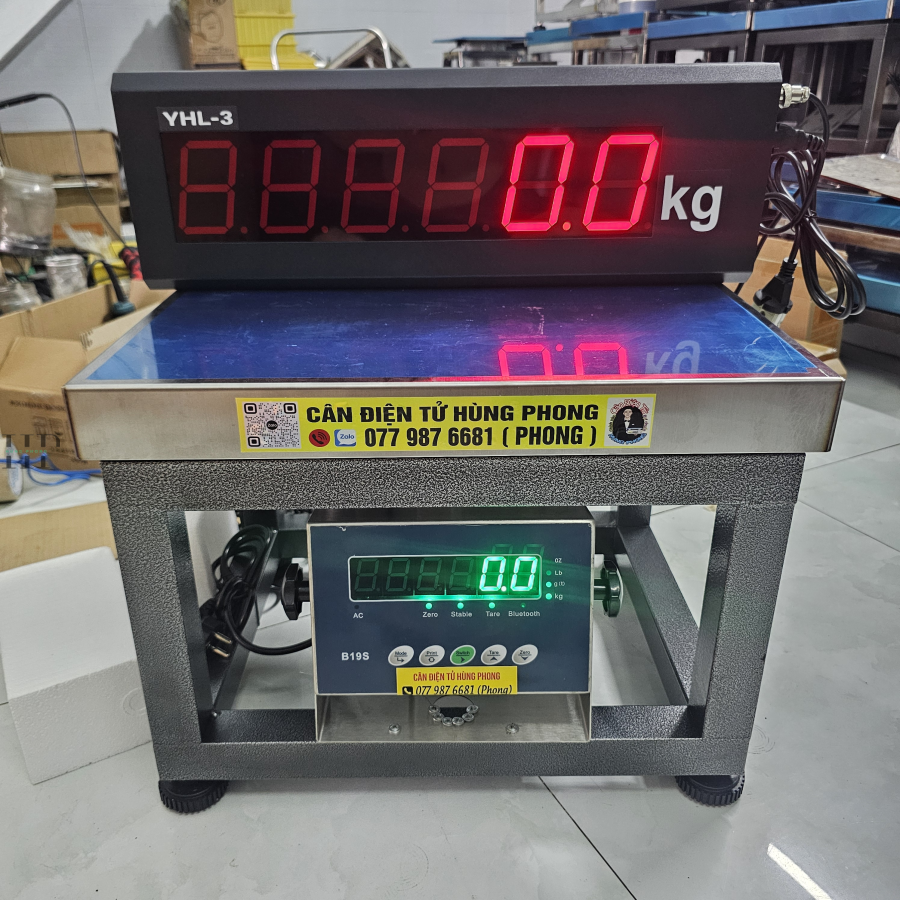 YHL-3
0.0 kg
CÂN ĐIỆN TỬ HÙNG PHONG
Zalo 077 987 6681 ( PHONG )
0.0
oz
Lb
g(t)
kg
AC Zero Stable Tare Bluetooth
B19S
Mode Print Switch Tare Zero
CÂN ĐIỆN TỬ HÙNG PHONG
077 987 6681 (Phong)